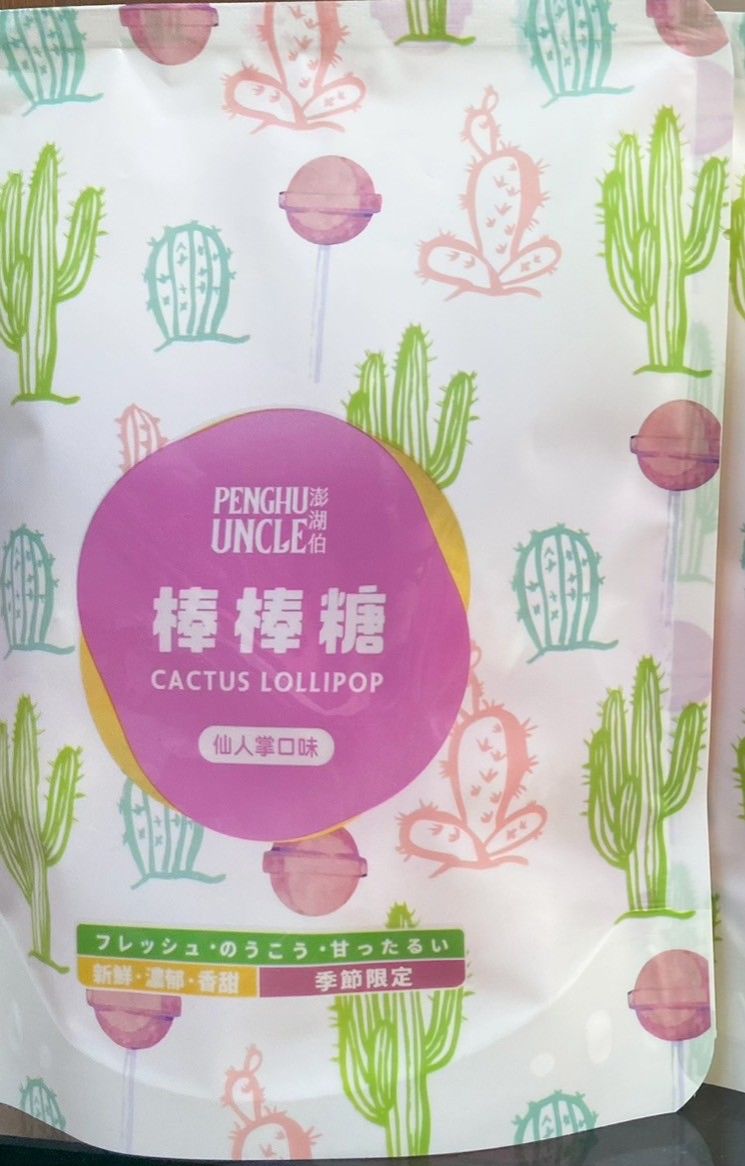 PENGHU
UNCLE
澎湖伯
棒棒糖
CACTUS LOLLIPOP
仙人掌口味
フレッシュ・のうこう・甘ったるい
新鮮・濃郁・香甜
季節限定